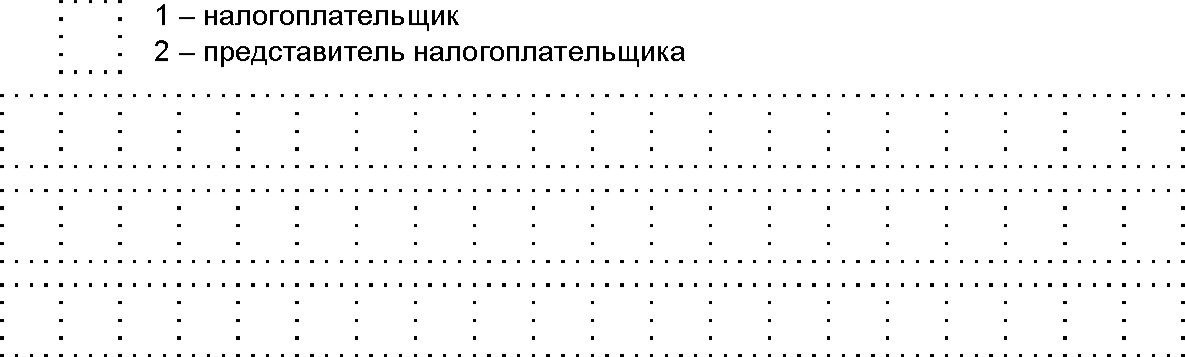 1 – налогоплательщик
2 – представитель налогоплательщика